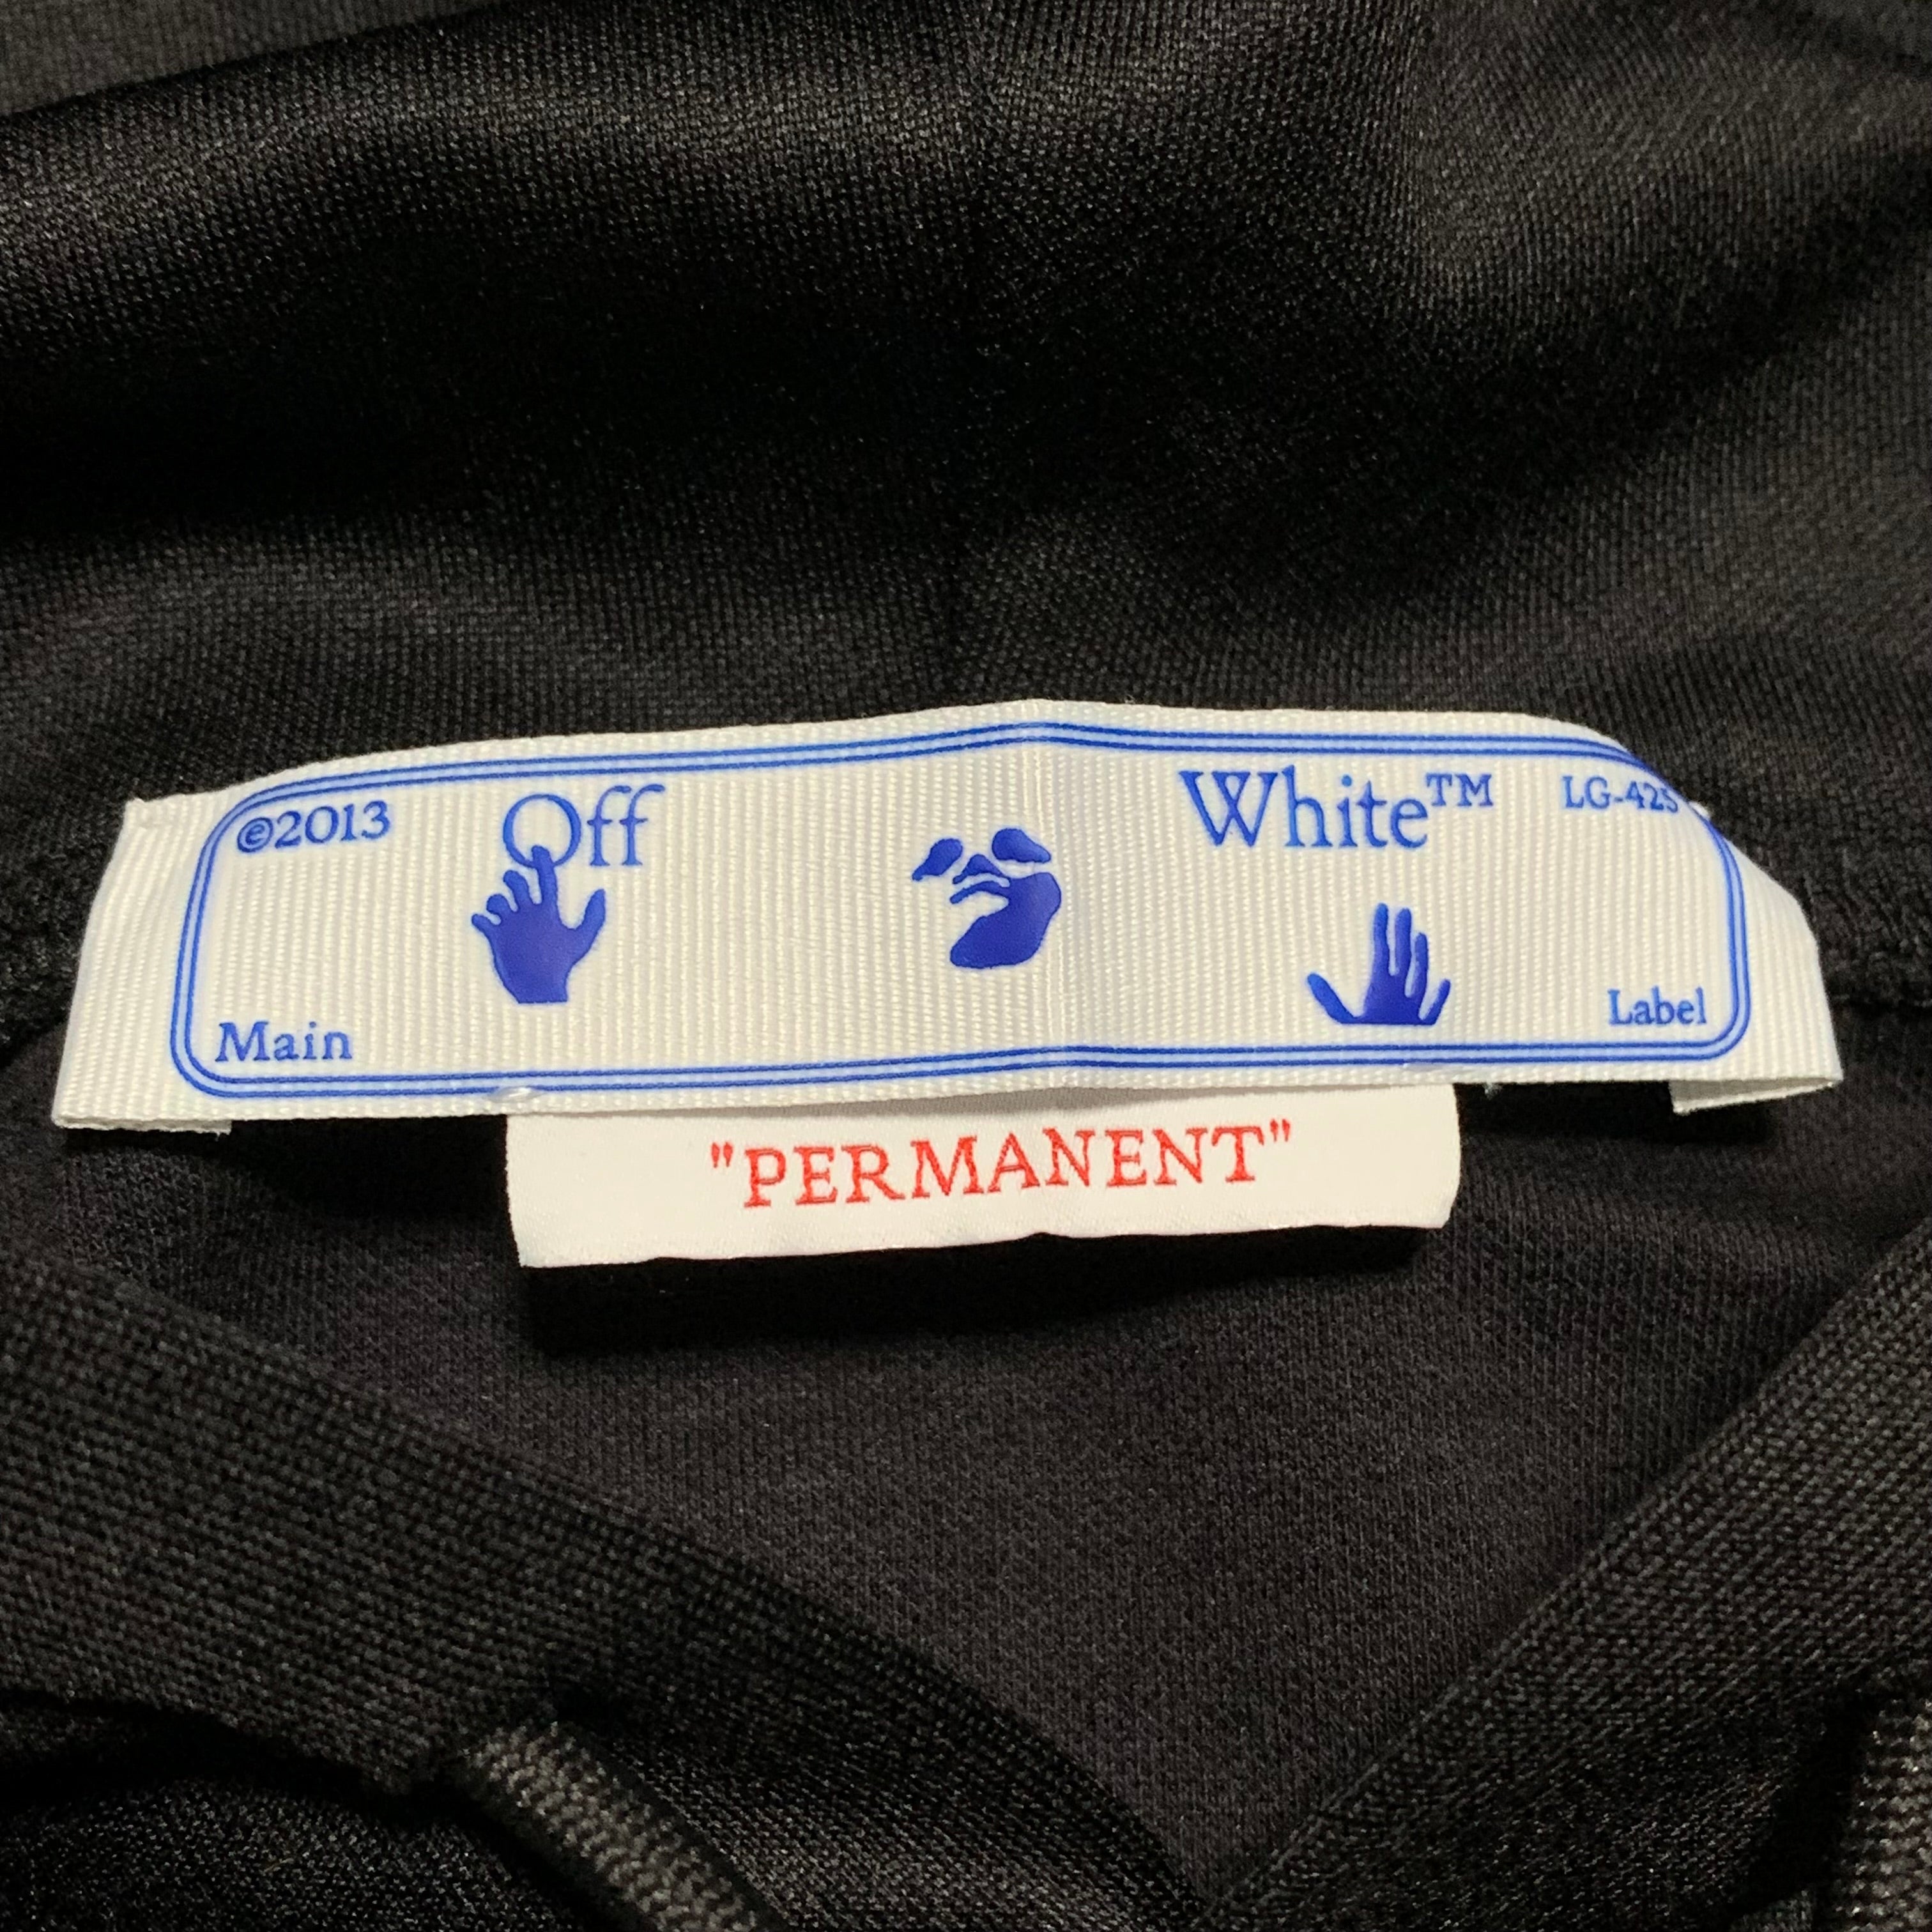 ©2013 Off White™ LG-425
Main Label
"PERMANENT"